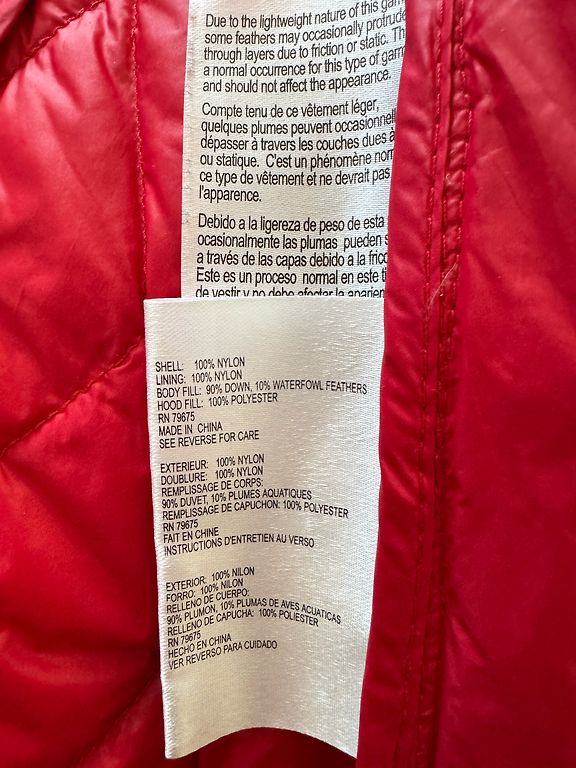 Due to the lightweight nature of this
some feathers may occasionally protrude
through layers due to friction or static.
a normal occurrence for this type of
and should not affect the appearance.
Compte tenu de ce vêtement léger,
quelques plumes peuvent
dépasser à travers les couches dues à
ou statique. C'est un phénomène
ce type de vêtement et ne devrait pas
l'apparence.
Debido a la ligereza de peso de esta
ocasionalmente las plumas pueden
a través de las capas debido a la
Este es un proceso normal en este
de vestir y no debe afectar la
SHELL: 100% NYLON
LINING: 100% NYLON
BODY FILL: 90% DOWN, 10% WATERFOWL FEATHERS
HOOD FILL: 100% POLYESTER
RN 79675
MADE IN CHINA
SEE REVERSE FOR CARE
EXTERIEUR: 100% NYLON
DOUBLURE: 100% NYLON
REMPLISSAGE DE CORPS:
90% DUVET, 10% PLUMES AQUATIQUES
REMPLISSAGE DE CAPUCHON: 100% POLYESTER
RN 79675
FAIT EN CHINE
INSTRUCTIONS D'ENTRETIEN AU VERSO
EXTERIOR: 100% NILON
FORRO: 100% NILON
RELLENO DE CUERPO:
90% PLUMON, 10% PLUMAS DE AVES ACUATICAS
RELLENO DE CAPUCHA: 100% POLIESTER
RN 79675
HECHO EN CHINA
VER REVERSO PARA CUIDADO